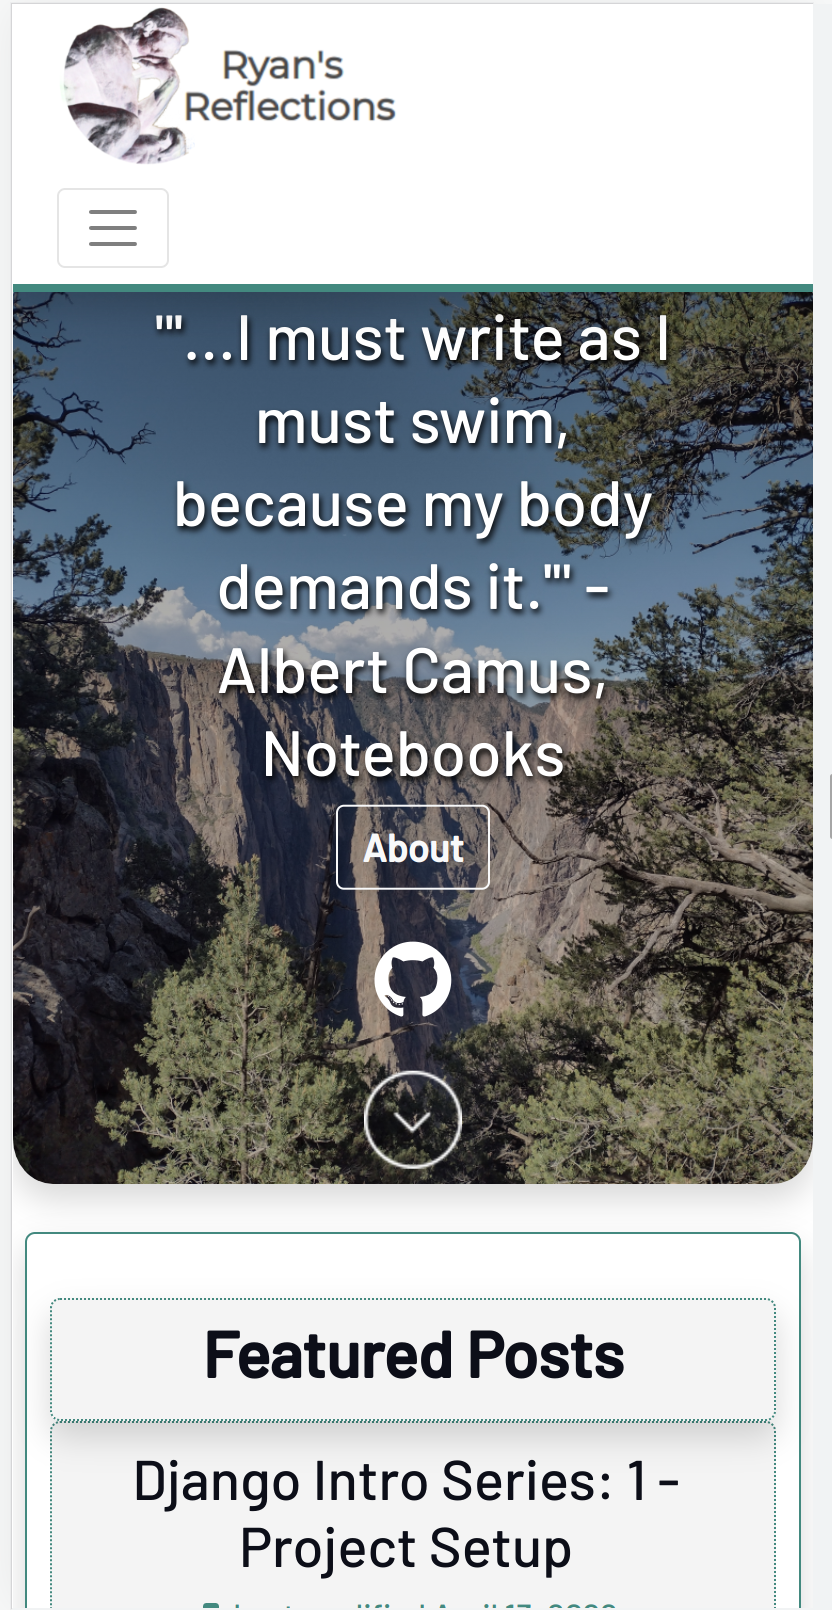 Ryan's
Reflections
"'...I must write as I
must swim,
because my body
demands it.'" -
Albert Camus,
Notebooks
About
Featured Posts
Django Intro Series: 1 -
Project Setup